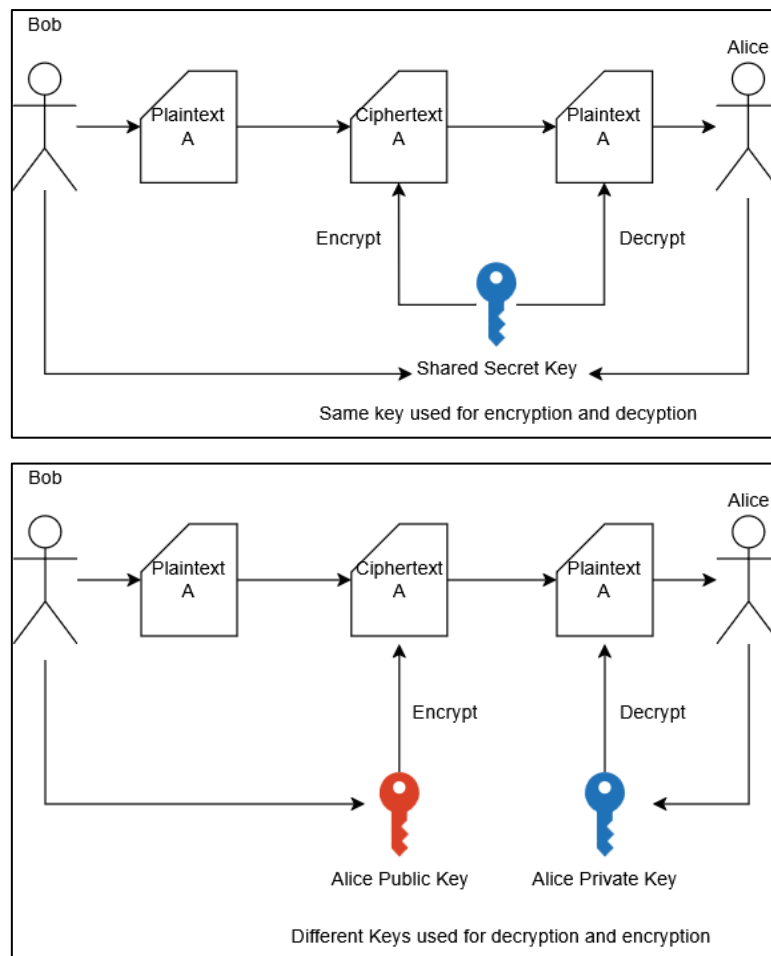 Bob
Alice
Plaintext
A
Ciphertext
A
Plaintext
A
Encrypt
Decrypt
Shared Secret Key
Same key used for encryption and decyption
Bob
Alice
Plaintext
A
Ciphertext
A
Plaintext
A
Encrypt
Decrypt
Alice Public Key
Alice Private Key
Different Keys used for decryption and encryption